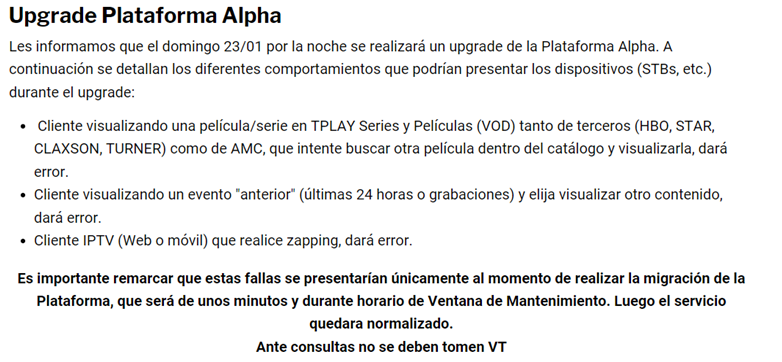 Upgrade Plataforma Alpha
Les informamos que el domingo 23/01 por la noche se realizará un upgrade de la Plataforma Alpha. A
continuación se detallan los diferentes comportamientos que podrían presentar los dispositivos (STBs, etc.)
durante el upgrade:
• Cliente visualizando una película/serie en TPLAY Series y Películas (VOD) tanto de terceros (HBO, STAR,
CLAXSON, TURNER) como de AMC, que intente buscar otra película dentro del catálogo y visualizarla, dará
error.
• Cliente visualizando un evento "anterior" (últimas 24 horas o grabaciones) y elija visualizar otro contenido,
dará error.
• Cliente IPTV (Web o móvil) que realice zapping, dará error.
Es importante remarcar que estas fallas se presentarían únicamente al momento de realizar la migración de la
Plataforma, que será de unos minutos y durante horario de Ventana de Mantenimiento. Luego el servicio
quedara normalizado.
Ante consultas no se deben tomen VT